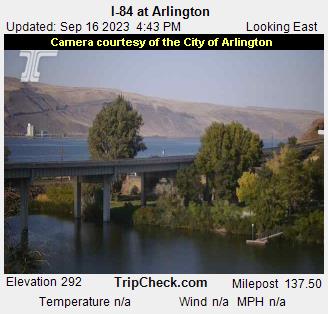 I-84 at Arlington
Updated: Sep 16 2023 4:43 PM Looking East
Camera courtesy of the City of Arlington
Elevation 292 TripCheck.com Milepost 137.50
Temperature n/a Wind n/a MPH n/a